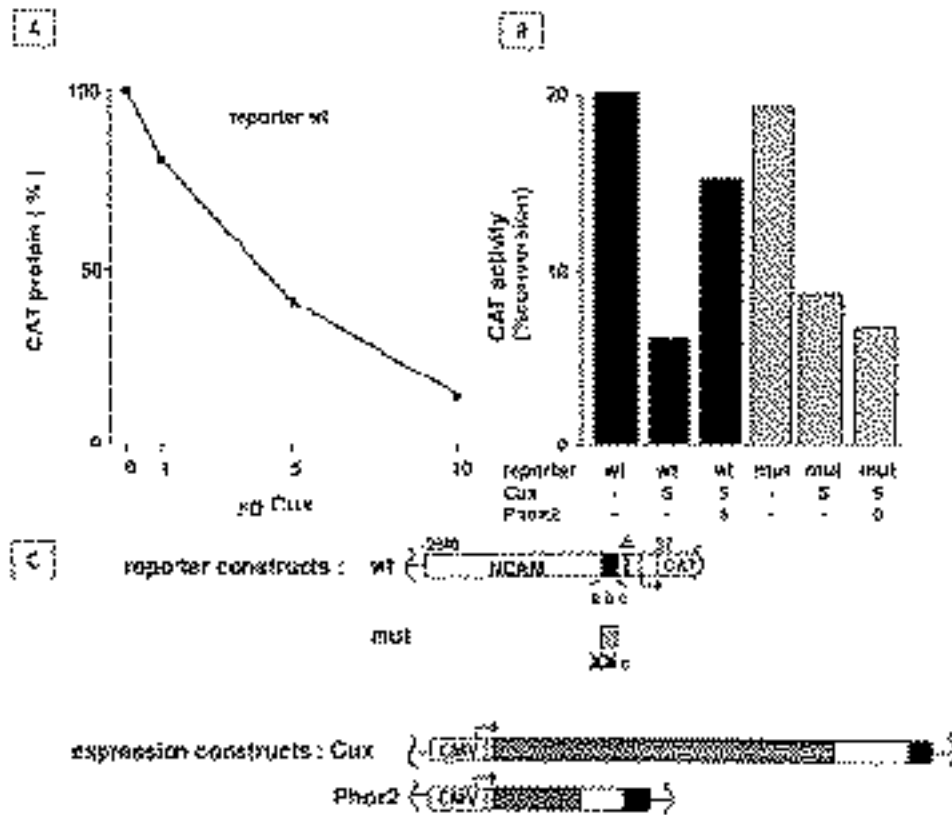 A
B
100
reporter wt
50
CAT protein ( % )
0
0 1 5 10
µg Cux
20
10
CAT activity
(%conversion)
0
reporter wt wt wt mut mut mut
Cux - 5 5 - 5 5
Phox2 - - - -
C
reporter constructs : wt NCAM CAT
a b c
mut
c
expression constructs : Cux CMV
Phox2 CMV